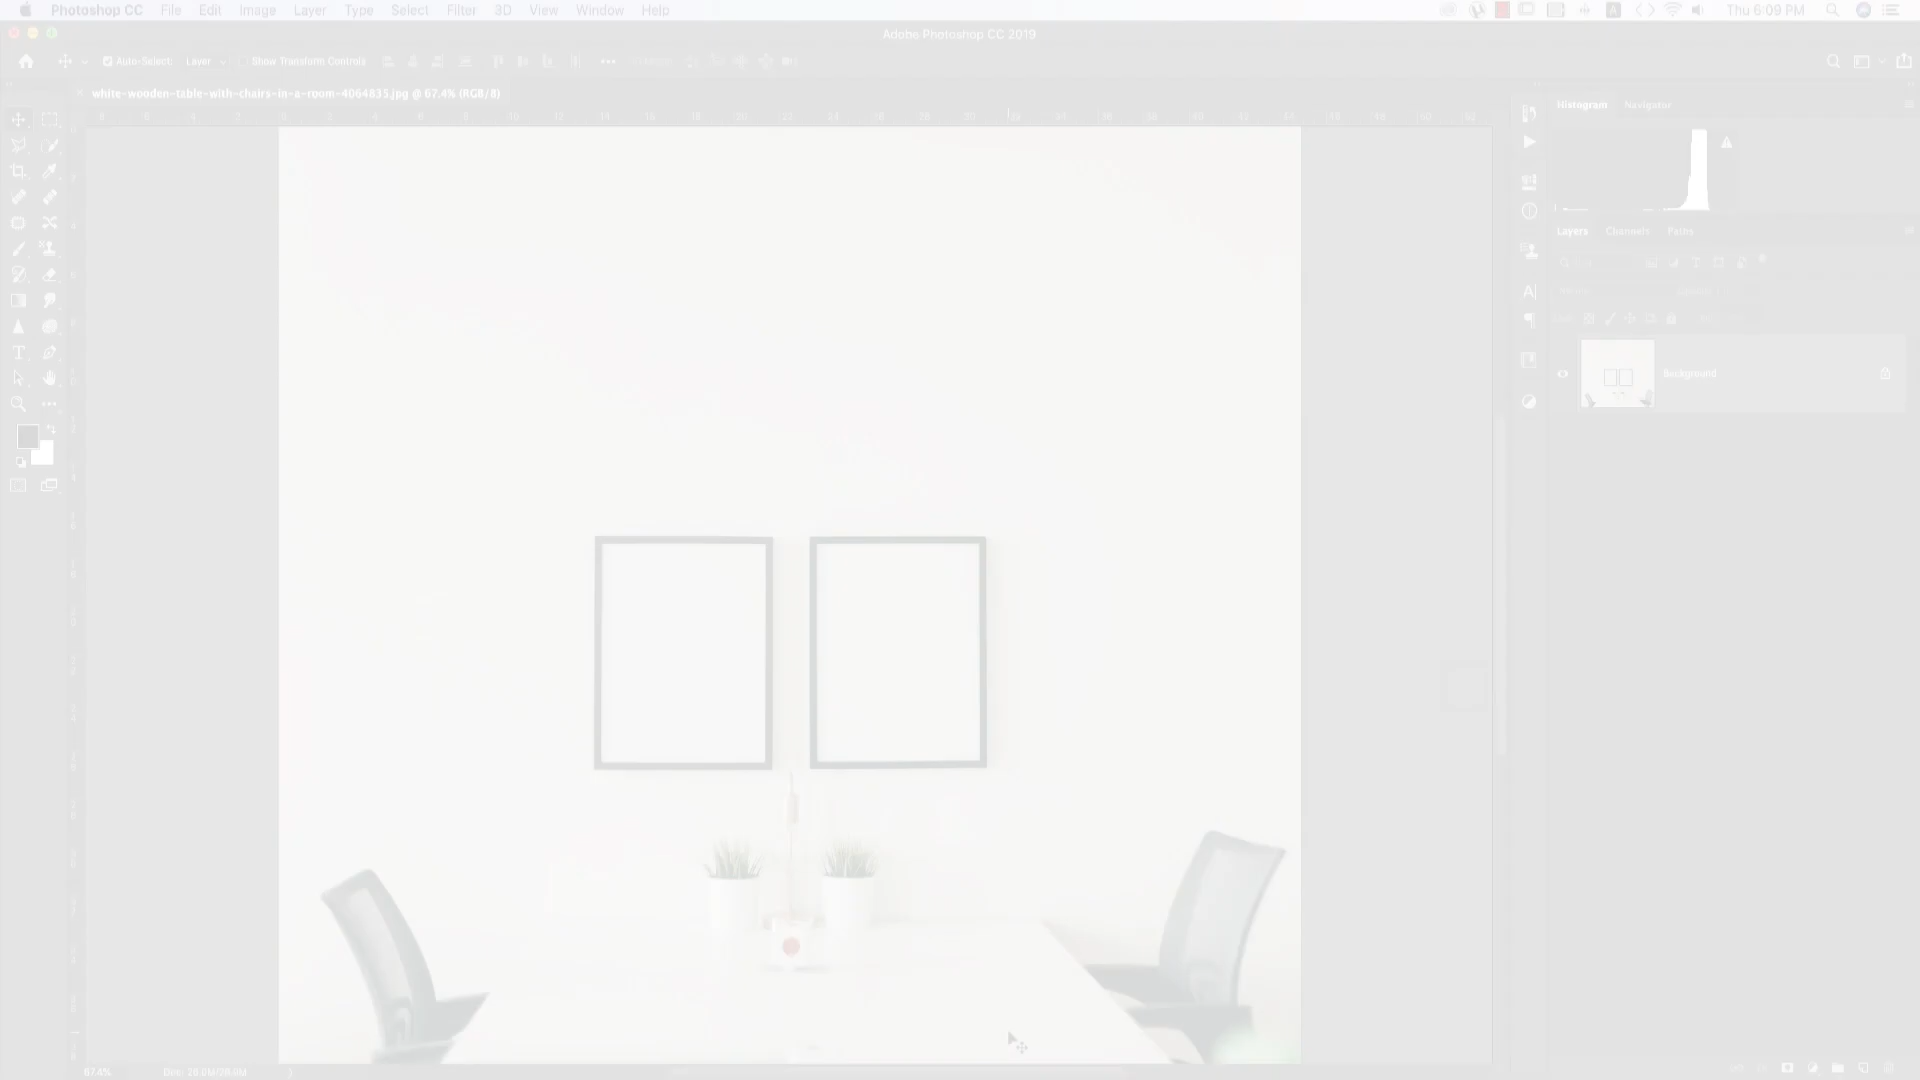 Photoshop CC File Edit Image Layer Type Select Filter 3D View Window Help Thu 6:09 PM
Adobe Photoshop CC 2019
Auto-Select: Layer Show Transform Controls
white-wooden-table-with-chairs-in-a-room-4064835.jpg @ 67.4% (RGB/8)
Histogram Navigator
Layers Channels Paths
Background
67.4%